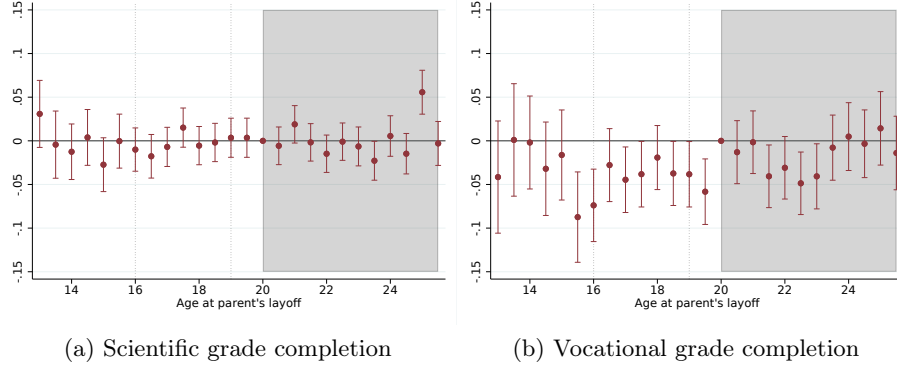 .15
.1
.05
0
-.05
-.1
-.15
14 16 18 20 22 24
Age at parent's layoff
(a) Scientific grade completion
.15
.1
.05
0
-.05
-.1
-.15
14 16 18 20 22 24
Age at parent's layoff
(b) Vocational grade completion